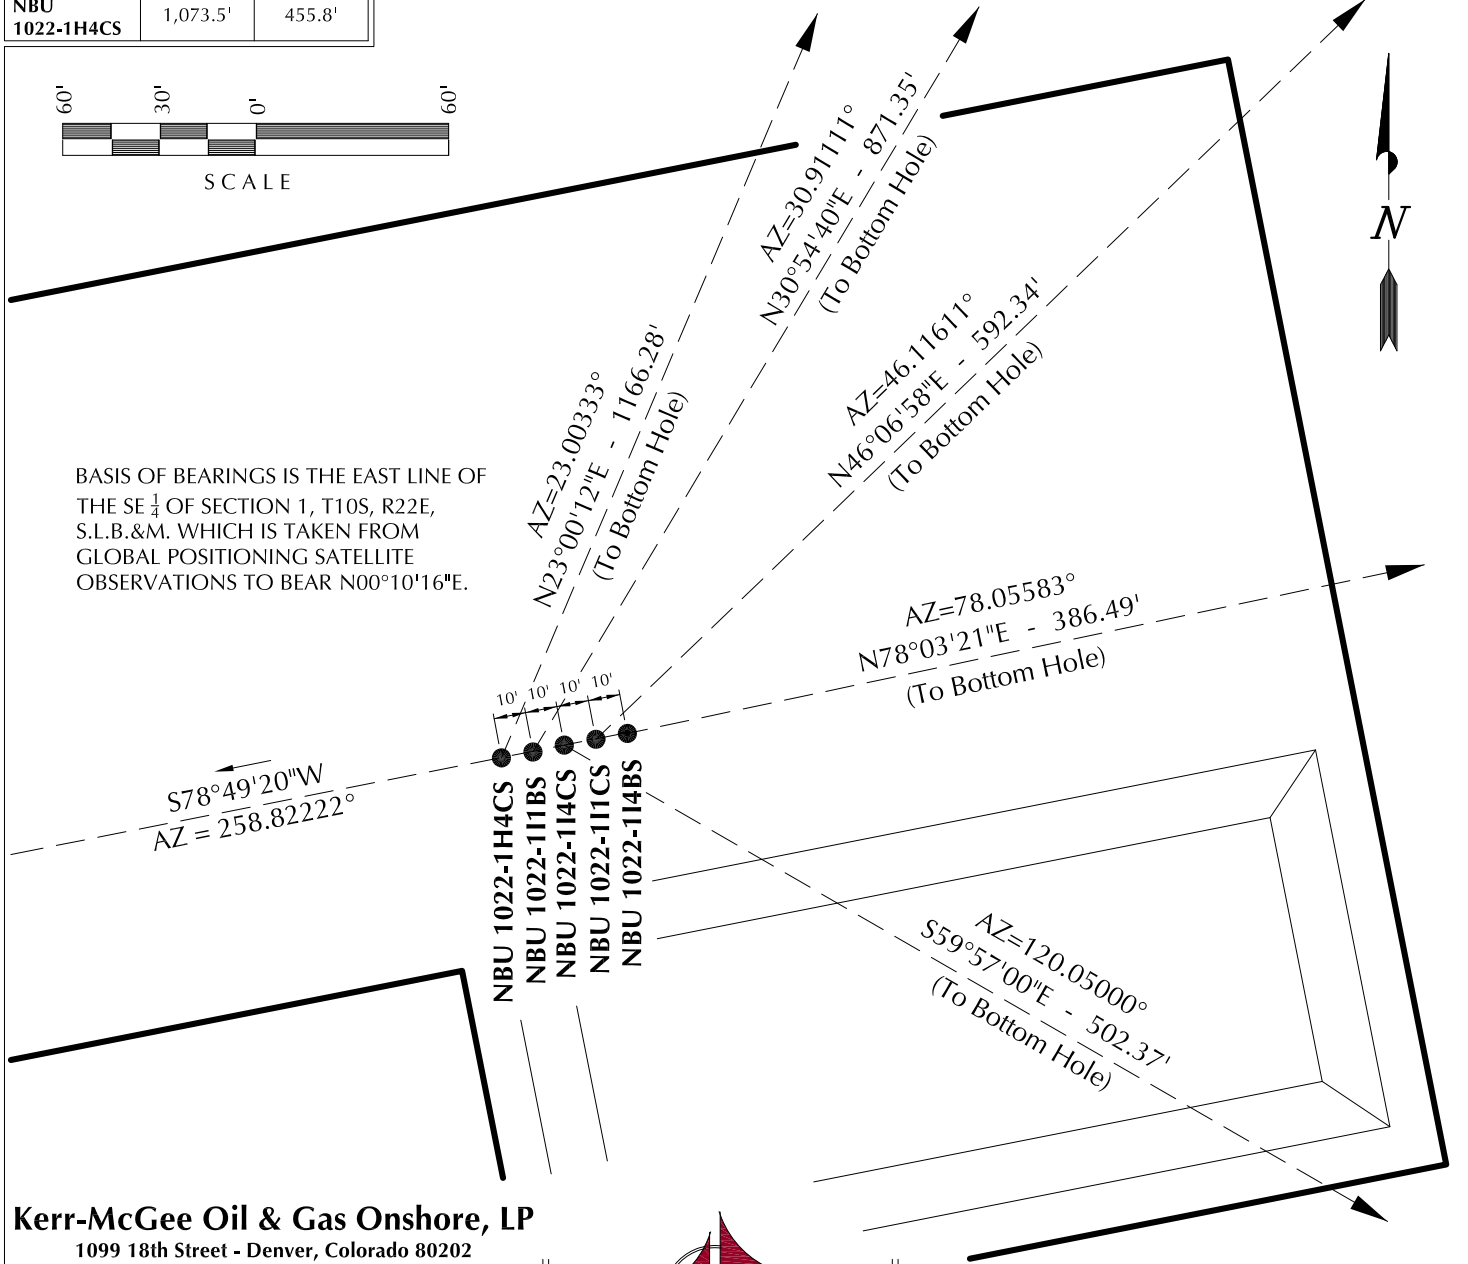 NBU
1022-1H4CS
1,073.5'
455.8'
60'
30'
0'
60'
SCALE
AZ=30.91111°
N30°54'40"E - 871.35'
(To Bottom Hole)
N
AZ=46.11611°
N46°06'58"E - 592.34'
(To Bottom Hole)
AZ=23.00333°
N23°00'12"E - 1166.28'
(To Bottom Hole)
BASIS OF BEARINGS IS THE EAST LINE OF
THE SE 1/4 OF SECTION 1, T10S, R22E,
S.L.B.&M. WHICH IS TAKEN FROM
GLOBAL POSITIONING SATELLITE
OBSERVATIONS TO BEAR N00°10'16"E.
AZ=78.05583°
N78°03'21"E - 386.49'
(To Bottom Hole)
10'
10'
10'
10'
S78°49'20"W
AZ = 258.82222°
NBU 1022-1H4CS
NBU 1022-1I1BS
NBU 1022-1I4CS
NBU 1022-1I1CS
NBU 1022-1I4BS
AZ=120.05000°
S59°57'00"E - 502.37'
(To Bottom Hole)
Kerr-McGee Oil & Gas Onshore, LP
1099 18th Street - Denver, Colorado 80202